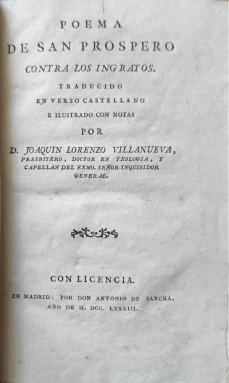 POEMA
DE SAN PROSPERO
CONTRA LOS INGRATOS.
TRADUCIDO
EN VERSO CASTELLANO
E ILUSTRADO CON NOTAS
POR
D. JOAQUIN LORENZO VILLANUEVA,
PRESBITERO, DOCTOR EN TEOLOGIA, Y
CAPELLAN DEL EXMO. SEÑOR INQUISIDOR
GENERAL.
CON LICENCIA.
EN MADRID: POR DON ANTONIO DE SANCHA.
AÑO DE M. DCC. LXXXIII.